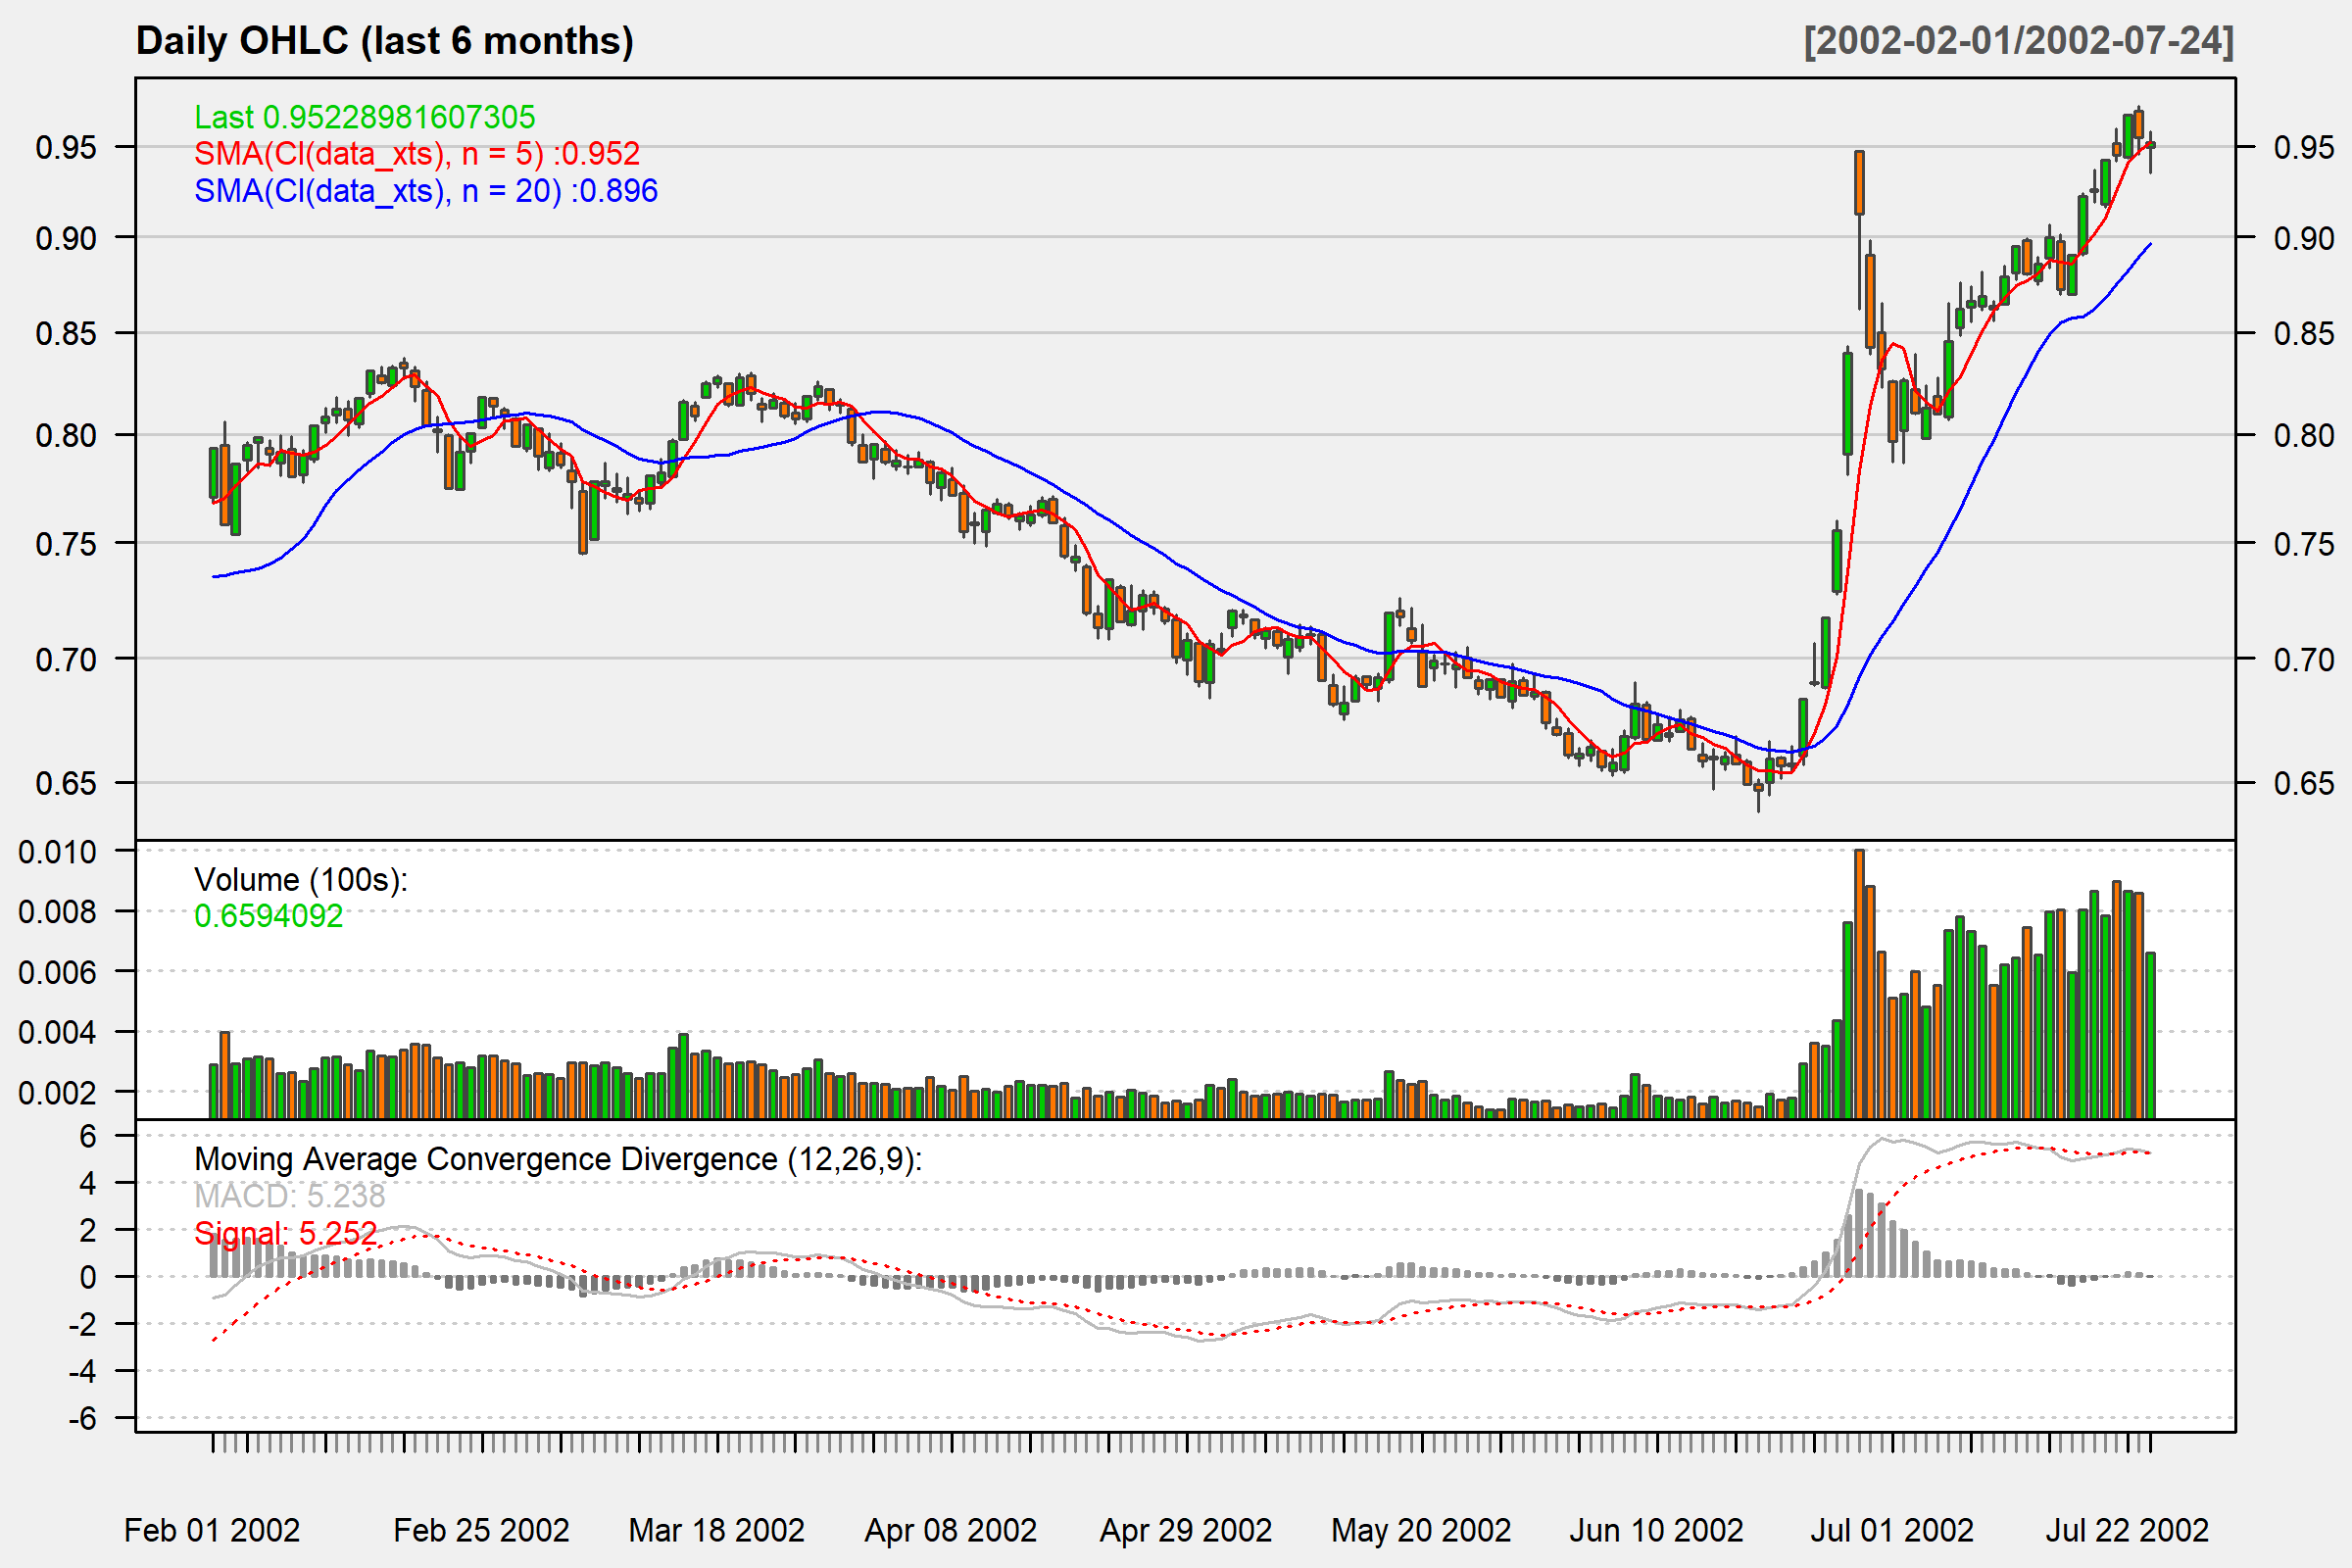 Daily OHLC (last 6 months) [2002-02-01/2002-07-24]
Last 0.95228981607305
SMA(Cl(data_xts), n = 5) :0.952
SMA(Cl(data_xts), n = 20) :0.896
0.95 0.95
0.90 0.90
0.85 0.85
0.80 0.80
0.75 0.75
0.70 0.70
0.65 0.65
0.010
Volume (100s):
0.008
0.6594092
0.006
0.004
0.002
6
Moving Average Convergence Divergence (12,26,9):
4
MACD: 5.238
2
Signal: 5.252
0
-2
-4
-6
Feb 01 2002 Feb 25 2002 Mar 18 2002 Apr 08 2002 Apr 29 2002 May 20 2002 Jun 10 2002 Jul 01 2002 Jul 22 2002